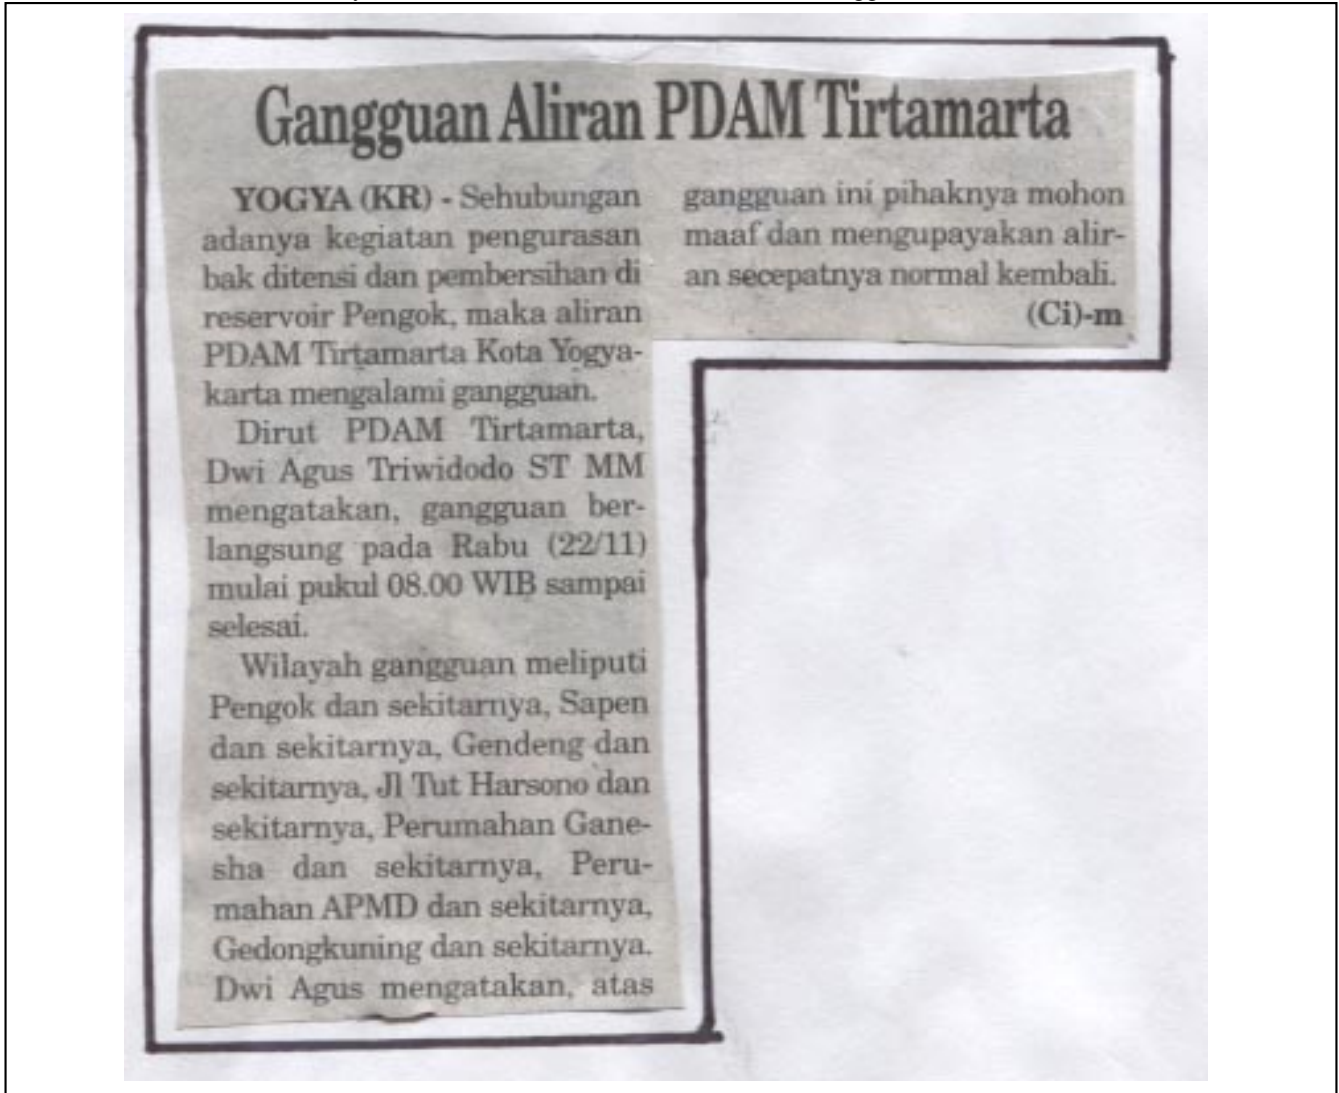 Gangguan Aliran PDAM Tirtamarta
YOGYA (KR) - Sehubungan
adanya kegiatan pengurasan
bak ditensi dan pembersihan di
reservoir Pengok, maka aliran
PDAM Tirtamarta Kota Yogya-
karta mengalami gangguan.
Dirut PDAM Tirtamarta,
Dwi Agus Triwidodo ST MM
mengatakan, gangguan ber-
langsung pada Rabu (22/11)
mulai pukul 08.00 WIB sampai
selesai.
Wilayah gangguan meliputi
Pengok dan sekitarnya, Sapen
dan sekitarnya, Gendeng dan
sekitarnya, Jl Tut Harsono dan
sekitarnya, Perumahan Gane-
sha dan sekitarnya, Peru-
mahan APMD dan sekitarnya,
Gedongkuning dan sekitarnya.
Dwi Agus mengatakan, atas
gangguan ini pihaknya mohon
maaf dan mengupayakan alir-
an secepatnya normal kembali.
(Ci)-m